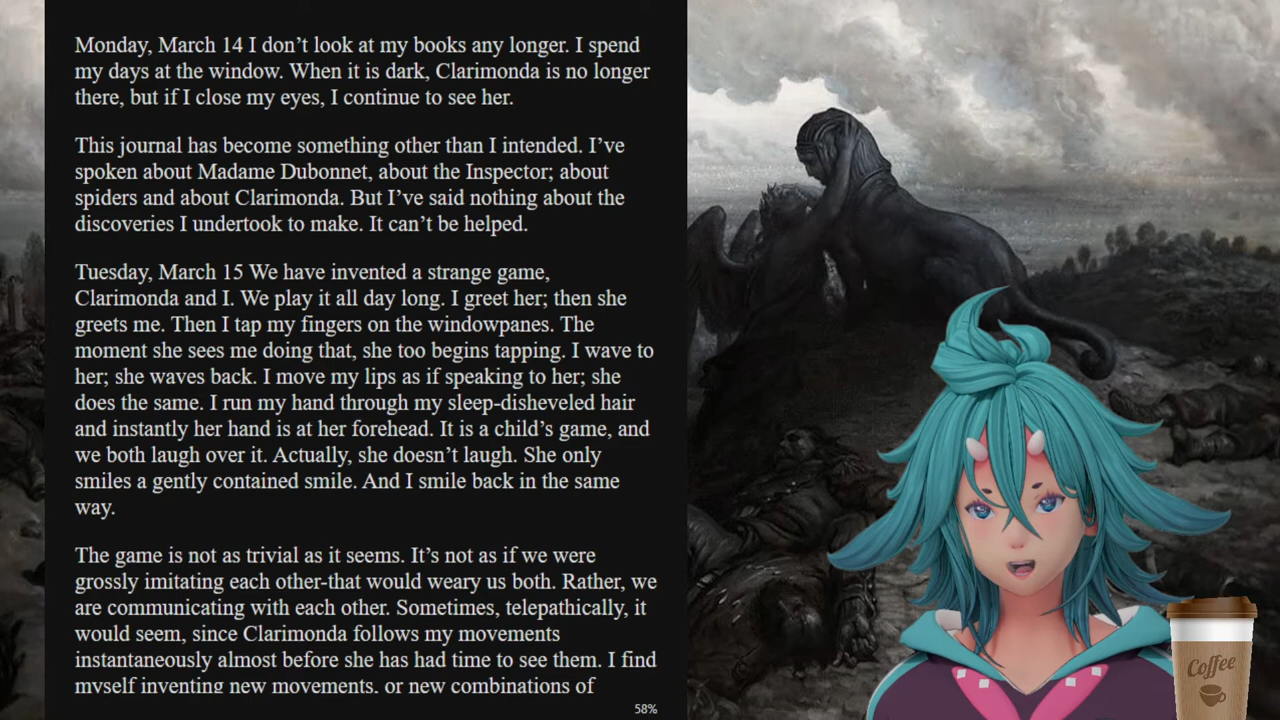 Monday, March 14 I don’t look at my books any longer. I spend
my days at the window. When it is dark, Clarimonda is no longer
there, but if I close my eyes, I continue to see her.
This journal has become something other than I intended. I’ve
spoken about Madame Dubonnet, about the Inspector; about
spiders and about Clarimonda. But I’ve said nothing about the
discoveries I undertook to make. It can’t be helped.
Tuesday, March 15 We have invented a strange game,
Clarimonda and I. We play it all day long. I greet her; then she
greets me. Then I tap my fingers on the windowpanes. The
moment she sees me doing that, she too begins tapping. I wave to
her; she waves back. I move my lips as if speaking to her; she
does the same. I run my hand through my sleep-disheveled hair
and instantly her hand is at her forehead. It is a child’s game, and
we both laugh over it. Actually, she doesn’t laugh. She only
smiles a gently contained smile. And I smile back in the same
way.
The game is not as trivial as it seems. It’s not as if we were
grossly imitating each other-that would weary us both. Rather, we
are communicating with each other. Sometimes, telepathically, it
would seem, since Clarimonda follows my movements
instantaneously almost before she has had time to see them. I find
myself inventing new movements, or new combinations of
58%
Coffee